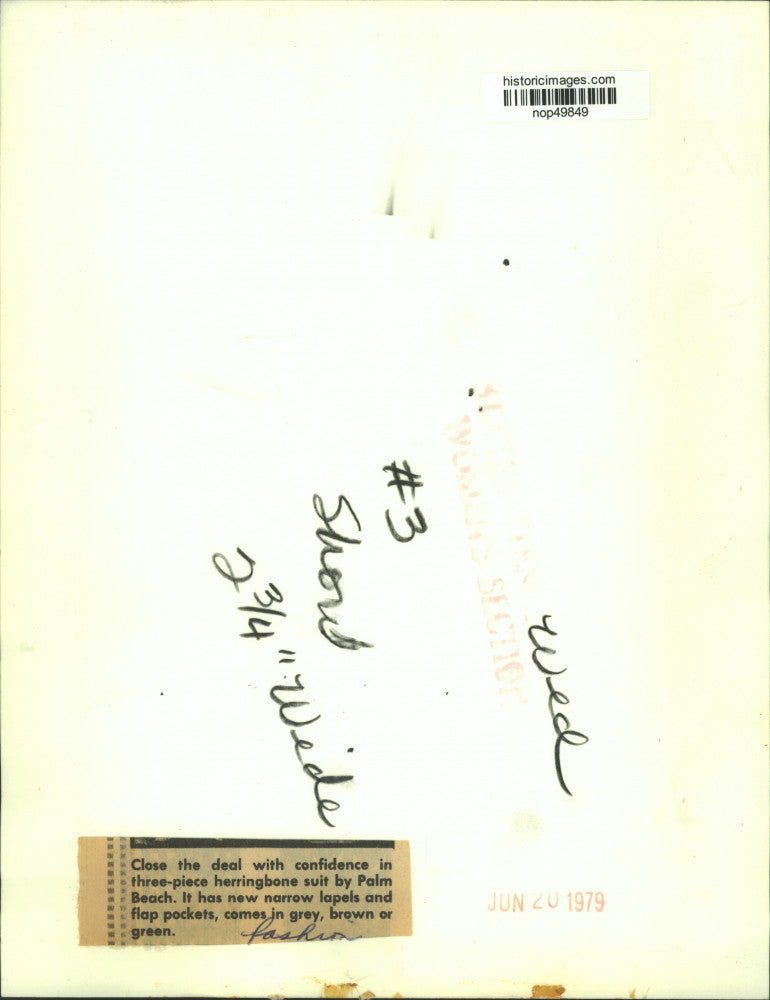 historicimages.com
nop49849
#3
2 3/4" Wide
Wed
WOMEN'S SECTION
Close the deal with confidence in
three-piece herringbone suit by Palm
Beach. It has new narrow lapels and
flap pockets, comes in grey, brown or
green.
fashion
JUN 20 1979